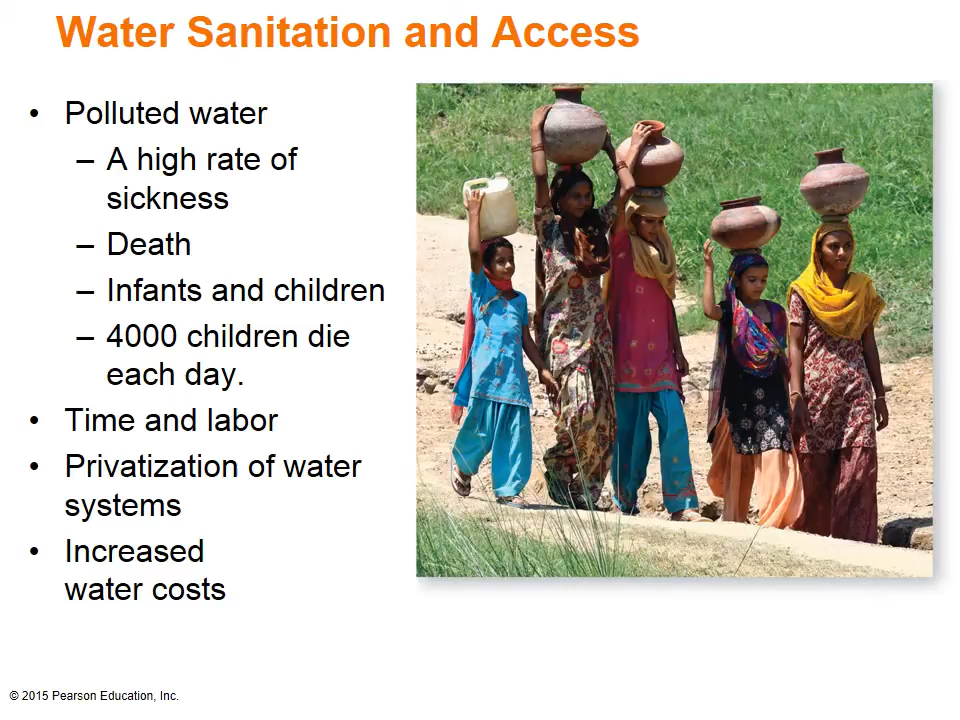 Water Sanitation and Access
• Polluted water
– A high rate of
sickness
– Death
– Infants and children
– 4000 children die
each day.
• Time and labor
• Privatization of water
systems
• Increased
water costs
© 2015 Pearson Education, Inc.